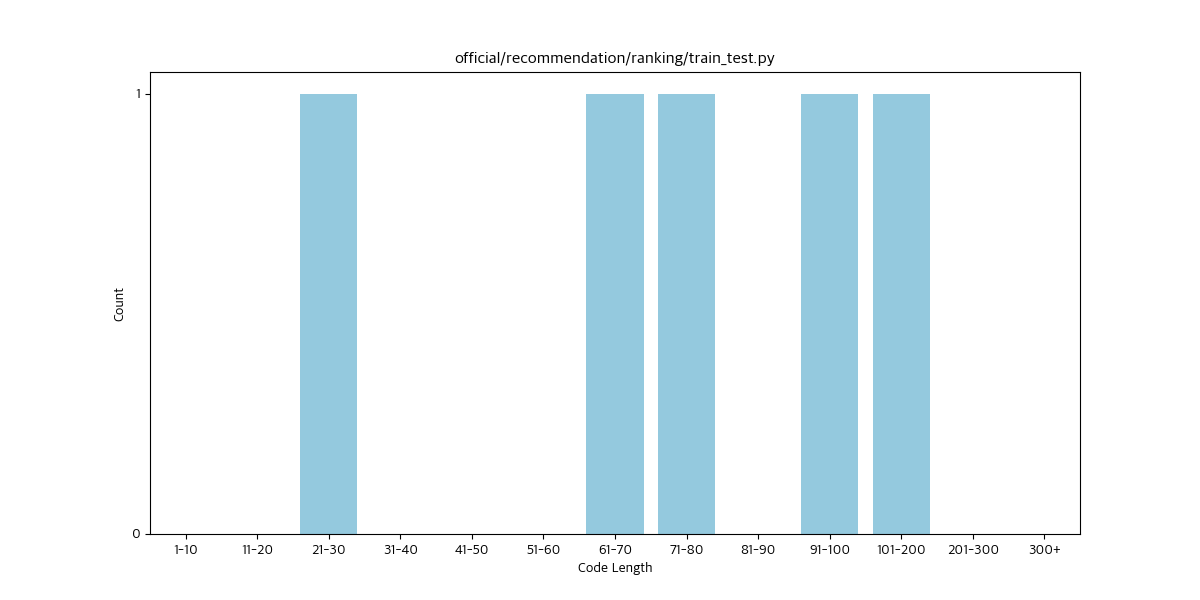 official/recommendation/ranking/train_test.py
1
0
Count
1-10 11-20 21-30 31-40 41-50 51-60 61-70 71-80 81-90 91-100 101-200 201-300 300+
Code Length